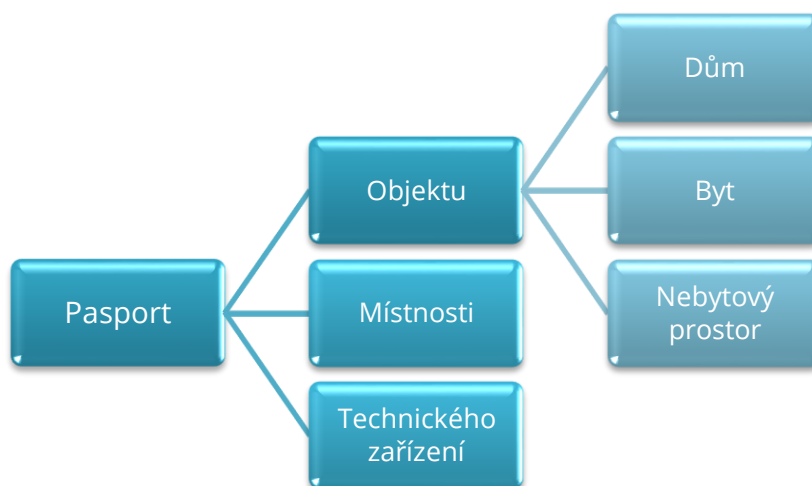 Pasport
Objektu
Místnosti
Technického
zařízení
Dům
Byt
Nebytový
prostor